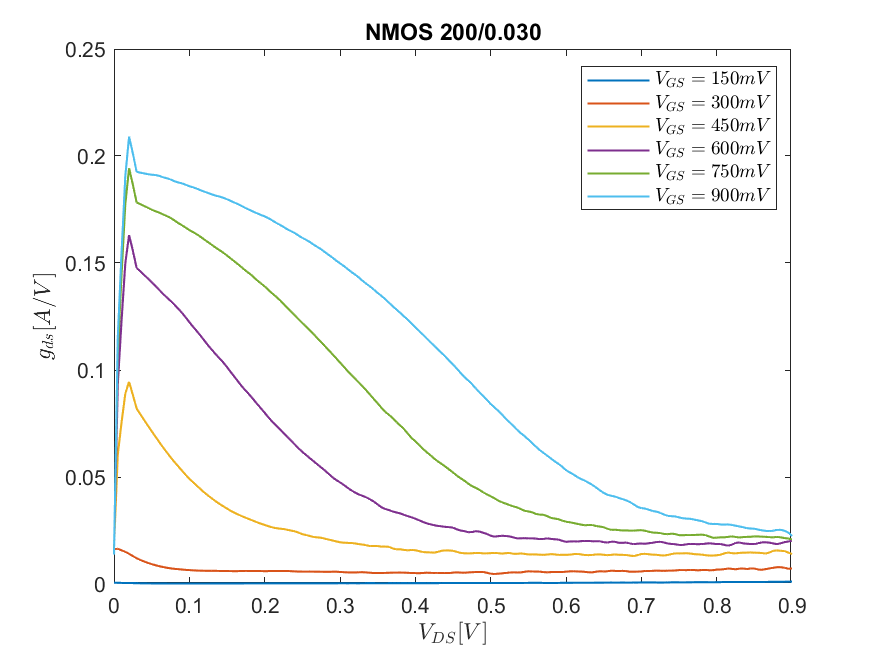 NMOS 200/0.030
0.25
0.2
0.15
0.1
0.05
0
g_{ds}[A/V]
V_{GS} = 150mV
V_{GS} = 300mV
V_{GS} = 450mV
V_{GS} = 600mV
V_{GS} = 750mV
V_{GS} = 900mV
0 0.1 0.2 0.3 0.4 0.5 0.6 0.7 0.8 0.9
V_{DS}[V]